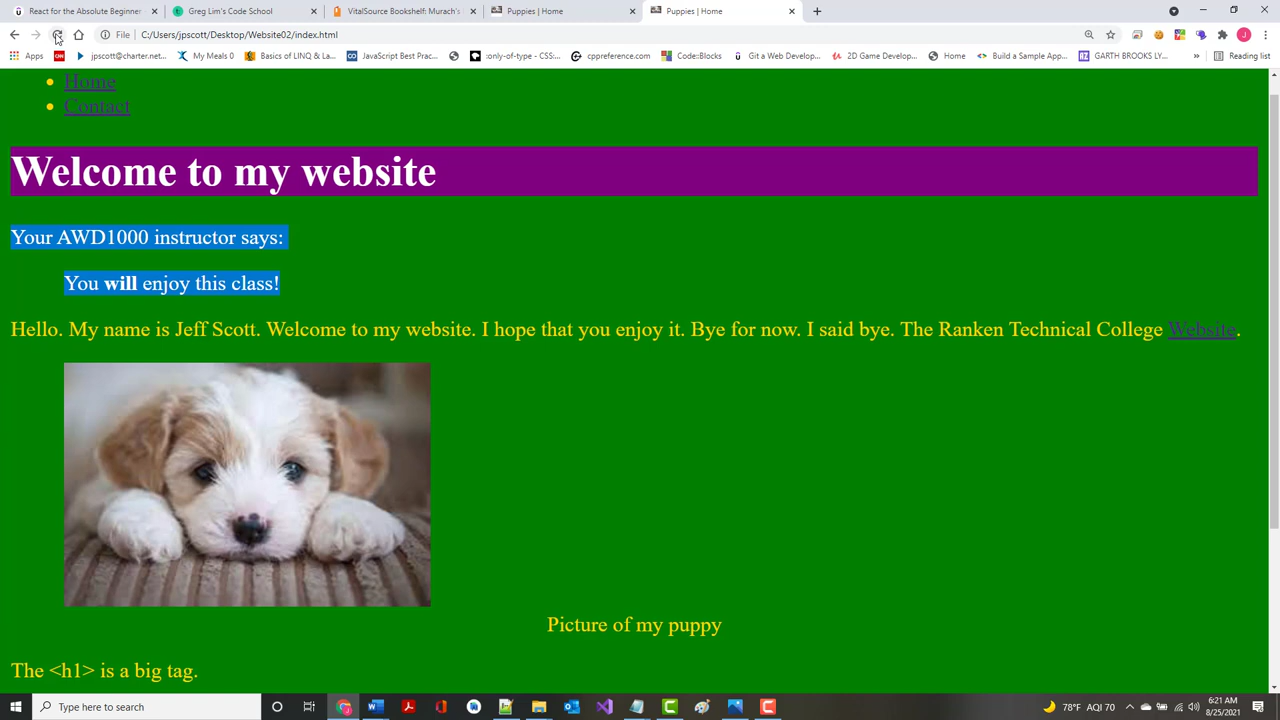 React for the Absolute Beginner: Greg Lim's Code School VitalSource Bookshelf: Murach's Puppies | Home Puppies | Home
File C:/Users/jpscott/Desktop/Website02/index.html
Apps CNN jpscott@charter.net... My Meals 0 Basics of LINQ & La... JavaScript Best Prac... :only-of-type - CSS:... cppreference.com Code::Blocks Git a Web Develop... 2D Game Develop... Home Build a Sample App... GARTH BROOKS LY... » Reading list
Home
Contact
Welcome to my website
Your AWD1000 instructor says:
You will enjoy this class!
Hello. My name is Jeff Scott. Welcome to my website. I hope that you enjoy it. Bye for now. I said bye. The Ranken Technical College Website.
Picture of my puppy
The <h1> is a big tag.
Type here to search
78°F AQI 70
6:21 AM
8/25/2021